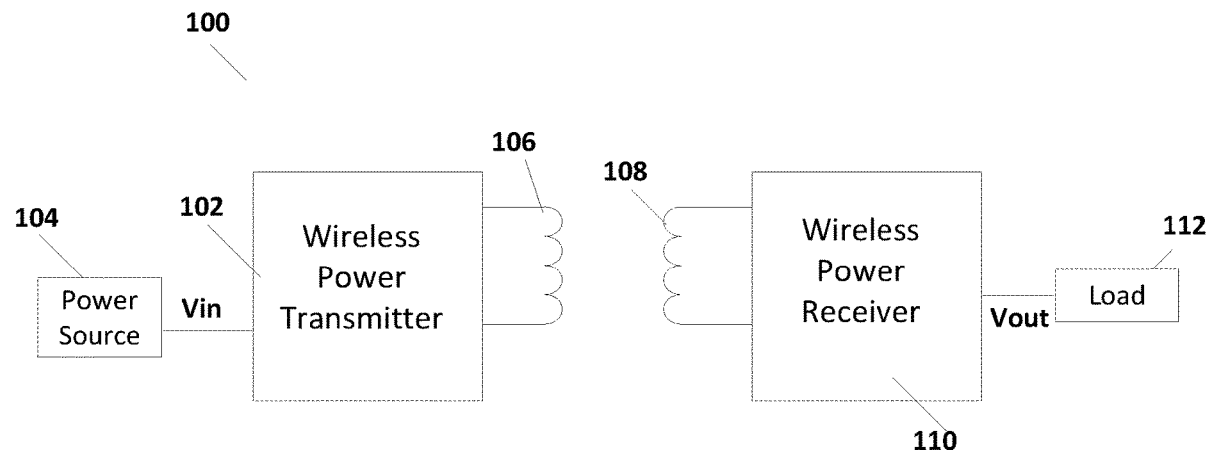 100
106
108
102
104
112
Wireless
Power
Transmitter
Wireless
Power
Receiver
Power
Source
Vin
Load
Vout
110